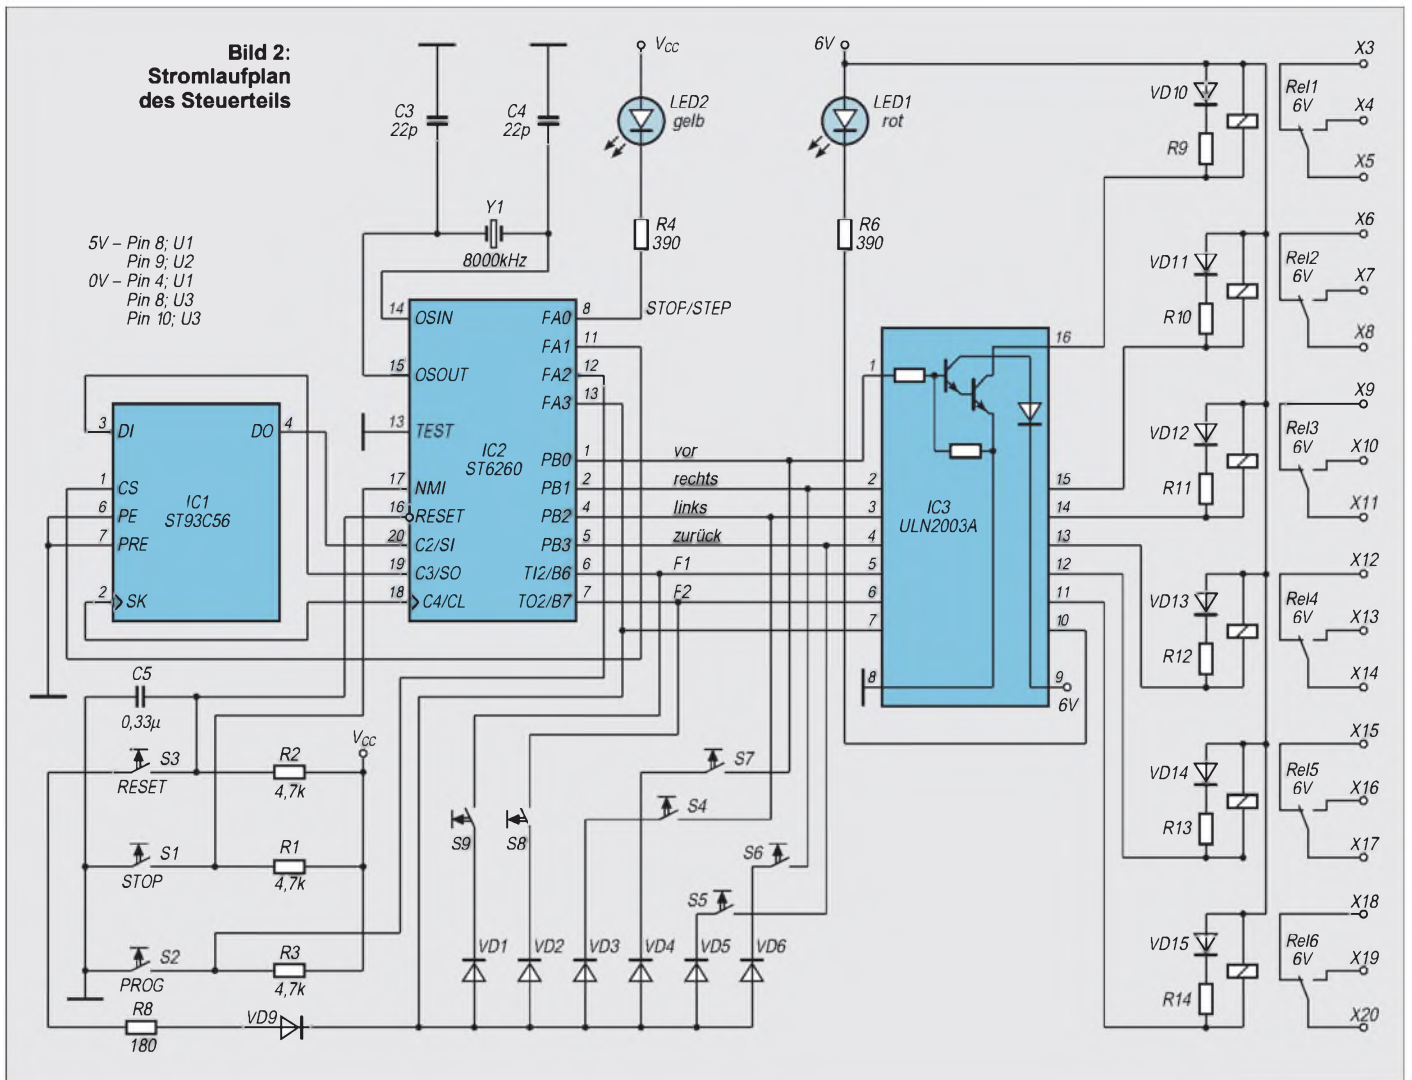 Bild 2:
Stromlaufplan
des Steuerteils
5V – Pin 8; U1
Pin 9; U2
0V – Pin 4; U1
Pin 8; U3
Pin 10; U3
C3
22p
C4
22p
Y1
8000kHz
VCC
LED2
gelb
R4
390
STOP/STEP
6V
LED1
rot
R6
390
3 DI
DO 4
1 CS
6 PE
7 PRE
2 SK
IC1
ST93C56
14 OSIN
15 OSOUT
13 TEST
17 NMI
16 RESET
20 C2/SI
19 C3/SO
18 C4/CL
IC2
ST6260
FA0 8
FA1 11
FA2 12
FA3 13
PB0 1
PB1 2
PB2 4
PB3 5
TI2/B6 6
TO2/B7 7
vor
rechts
links
zurück
F1
F2
1
2
3
4
5
6
7
8
IC3
ULN2003A
16
15
14
13
12
11
10
9
6V
C5
0,33µ
S3
RESET
R2
4,7k
VCC
S1
STOP
R1
4,7k
S2
PROG
R3
4,7k
R8
180
VD9
S9
S8
S7
S4
S6
S5
VD1
VD2
VD3
VD4
VD5
VD6
VD10
R9
Rel1
6V
X3
X4
X5
VD11
R10
Rel2
6V
X6
X7
X8
VD12
R11
Rel3
6V
X9
X10
X11
VD13
R12
Rel4
6V
X12
X13
X14
VD14
R13
Rel5
6V
X15
X16
X17
VD15
R14
Rel6
6V
X18
X19
X20